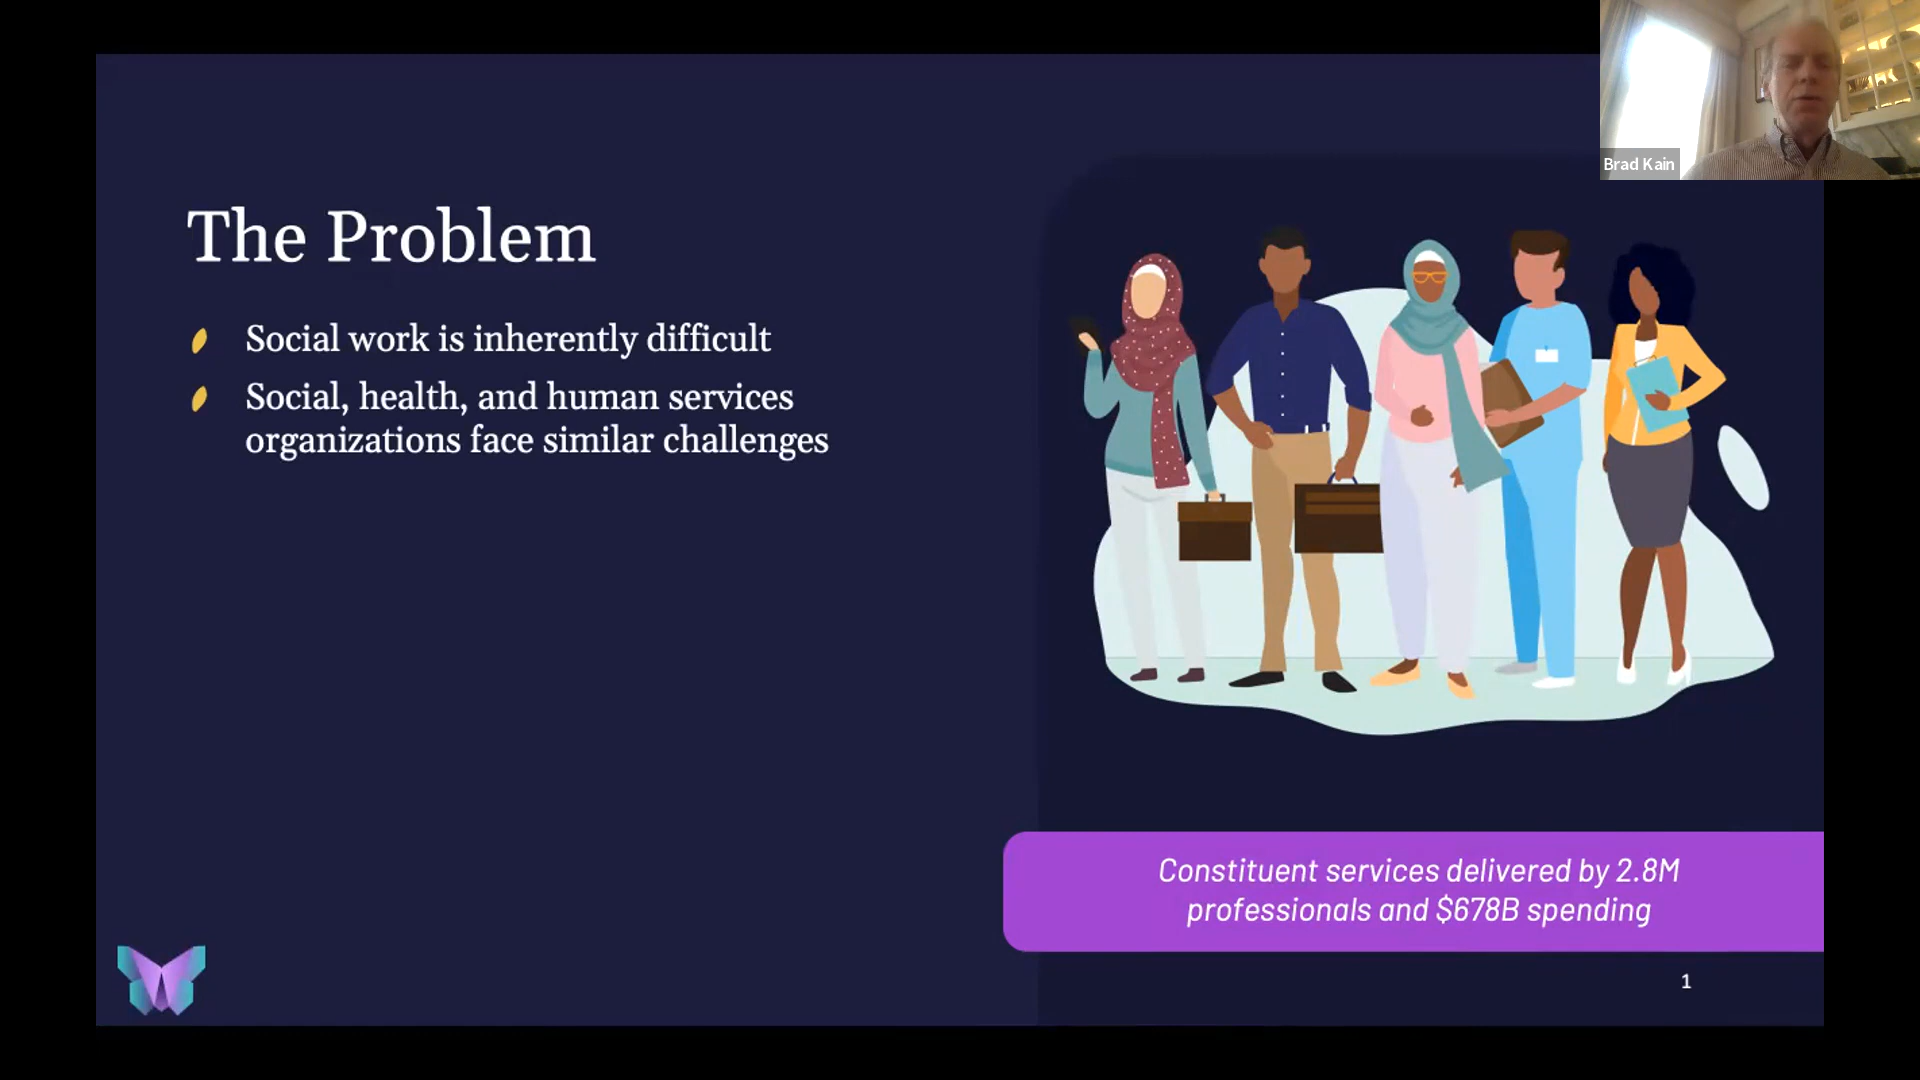 Brad Kain
The Problem
Social work is inherently difficult
Social, health, and human services
organizations face similar challenges
Constituent services delivered by 2.8M
professionals and $678B spending
1